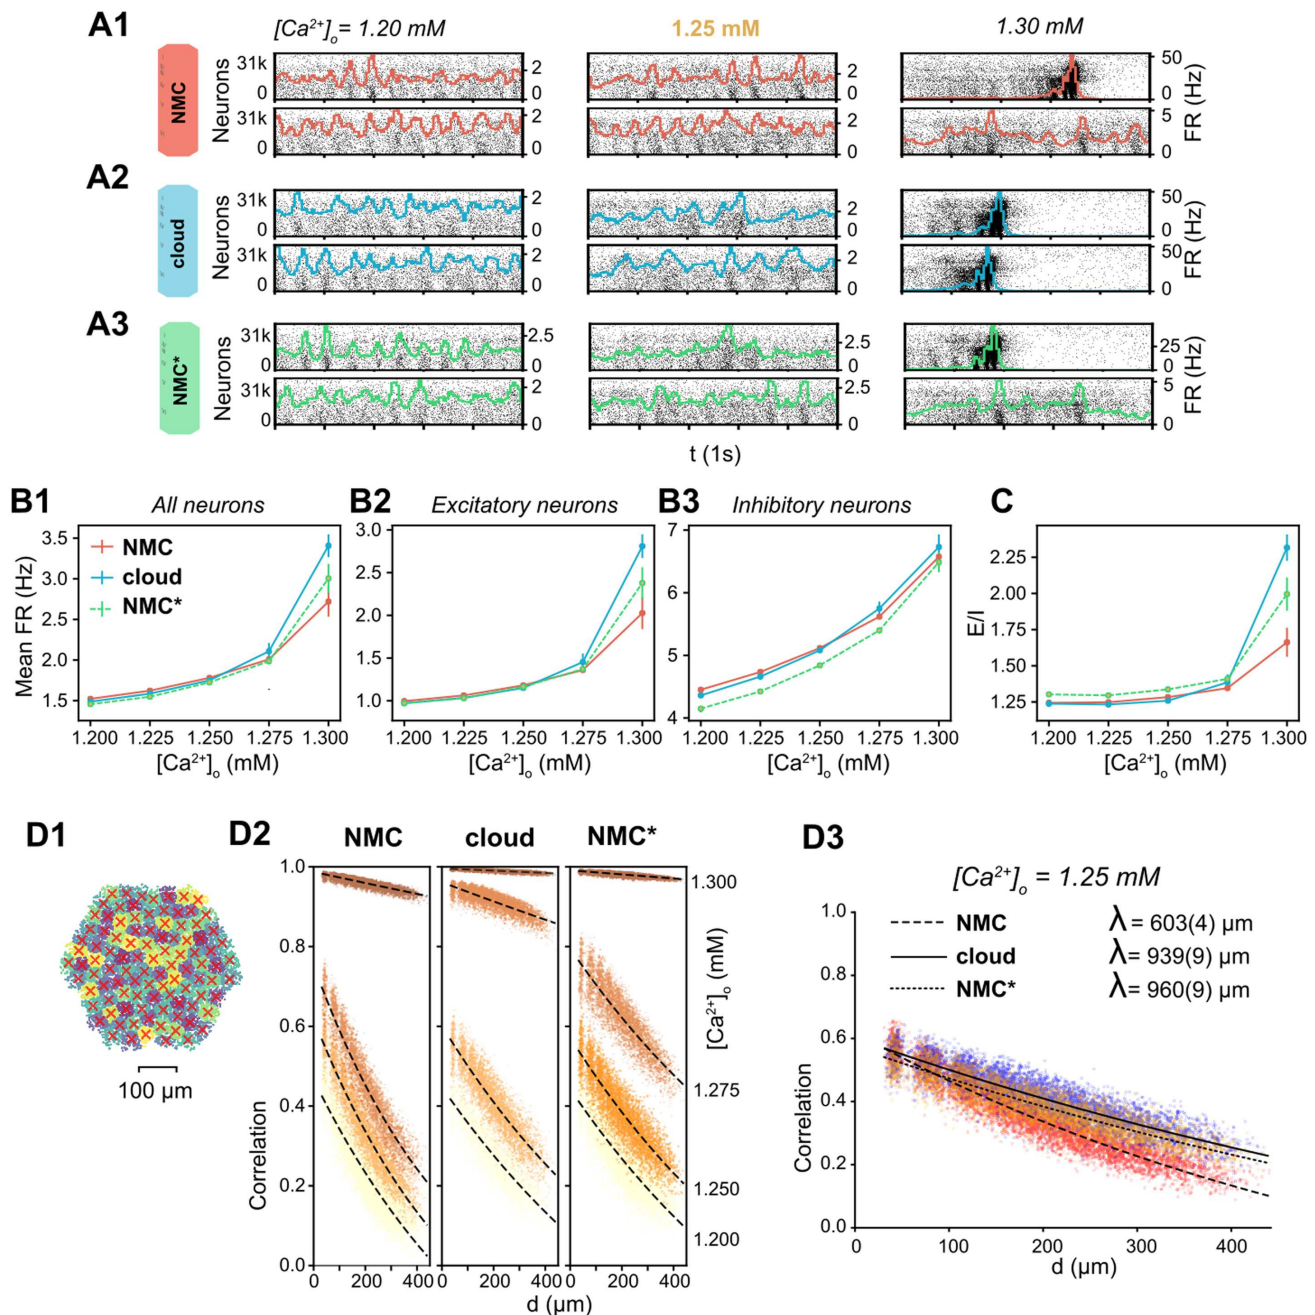 A1
[Ca²⁺]ₒ= 1.20 mM 1.25 mM 1.30 mM
NMC
Neurons
31k 2 2 50
0 0 0 0
31k 2 2 5
0 0 0 0
FR (Hz)
A2
cloud
Neurons
31k 2 2 50
0 0 0 0
31k 2 2 50
0 0 0 0
FR (Hz)
A3
NMC*
Neurons
31k 2.5 2.5 25
0 0 0 0
31k 2 2.5 5
0 0 0 0
FR (Hz)
t (1s)
B1 All neurons
Mean FR (Hz)
3.5
3.0
2.5
2.0
1.5
NMC
cloud
NMC*
1.200 1.225 1.250 1.275 1.300
[Ca²⁺]ₒ (mM)
B2 Excitatory neurons
3.0
2.5
2.0
1.5
1.0
1.200 1.225 1.250 1.275 1.300
[Ca²⁺]ₒ (mM)
B3 Inhibitory neurons
7
6
5
4
1.200 1.225 1.250 1.275 1.300
[Ca²⁺]ₒ (mM)
C
E/I
2.25
2.00
1.75
1.50
1.25
1.200 1.225 1.250 1.275 1.300
[Ca²⁺]ₒ (mM)
D1
100 µm
D2 NMC cloud NMC*
Correlation
1.0
0.8
0.6
0.4
0.2
0.0
0 200 400 0 200 400 0 200 400
d (µm)
1.300
1.275
1.250
1.200
[Ca²⁺]ₒ (mM)
D3
[Ca²⁺]ₒ = 1.25 mM
NMC λ= 603(4) µm
cloud λ= 939(9) µm
NMC* λ= 960(9) µm
Correlation
1.0
0.8
0.6
0.4
0.2
0.0
0 100 200 300 400
d (µm)